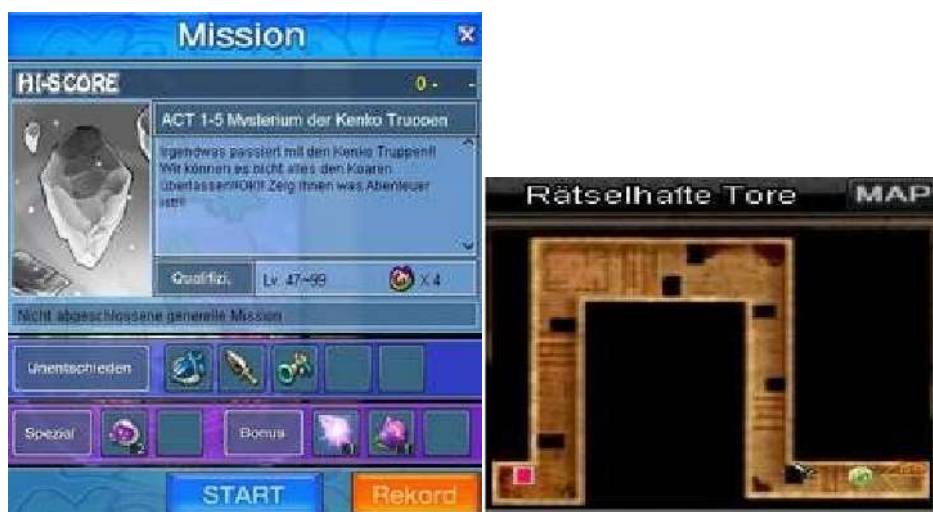 Mission
HI-SCORE
0 - -
ACT 1-5 Mysterium der Kenko Truppen
Irgendwas passiert mit den Kenko Truppen!!
Wir können es nicht alles den Koaren
überlassen!!OK!! Zeig Ihnen was Abenteuer
ist!!
Qualifizi.
Lv. 47~99
X 4
Nicht abgeschlossene generelle Mission
Unentschieden
Spezial
Bonus
START
Rekord
Rätselhafte Tore
MAP